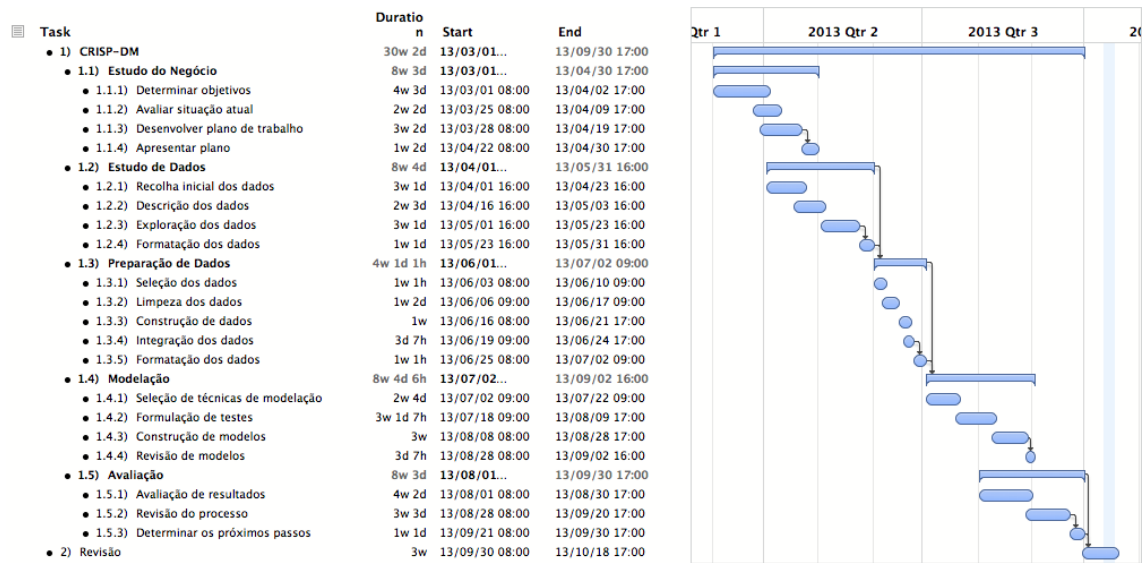 Task Duratio n Start End Qtr 1 2013 Qtr 2 2013 Qtr 3 20
1) CRISP-DM 30w 2d 13/03/01... 13/09/30 17:00
1.1) Estudo do Negócio 8w 3d 13/03/01... 13/04/30 17:00
1.1.1) Determinar objetivos 4w 3d 13/03/01 08:00 13/04/02 17:00
1.1.2) Avaliar situação atual 2w 2d 13/03/25 08:00 13/04/09 17:00
1.1.3) Desenvolver plano de trabalho 3w 2d 13/03/28 08:00 13/04/19 17:00
1.1.4) Apresentar plano 1w 2d 13/04/22 08:00 13/04/30 17:00
1.2) Estudo de Dados 8w 4d 13/04/01... 13/05/31 16:00
1.2.1) Recolha inicial dos dados 3w 1d 13/04/01 16:00 13/04/23 16:00
1.2.2) Descrição dos dados 2w 3d 13/04/16 16:00 13/05/03 16:00
1.2.3) Exploração dos dados 3w 1d 13/05/01 16:00 13/05/23 16:00
1.2.4) Formatação dos dados 1w 1d 13/05/23 16:00 13/05/31 16:00
1.3) Preparação de Dados 4w 1d 1h 13/06/01... 13/07/02 09:00
1.3.1) Seleção dos dados 1w 1h 13/06/03 08:00 13/06/10 09:00
1.3.2) Limpeza dos dados 1w 2d 13/06/06 09:00 13/06/17 09:00
1.3.3) Construção de dados 1w 13/06/16 08:00 13/06/21 17:00
1.3.4) Integração dos dados 3d 7h 13/06/19 09:00 13/06/24 17:00
1.3.5) Formatação dos dados 1w 1h 13/06/25 08:00 13/07/02 09:00
1.4) Modelação 8w 4d 6h 13/07/02... 13/09/02 16:00
1.4.1) Seleção de técnicas de modelação 2w 4d 13/07/02 09:00 13/07/22 09:00
1.4.2) Formulação de testes 3w 1d 7h 13/07/18 09:00 13/08/09 17:00
1.4.3) Construção de modelos 3w 13/08/08 08:00 13/08/28 17:00
1.4.4) Revisão de modelos 3d 7h 13/08/28 08:00 13/09/02 16:00
1.5) Avaliação 8w 3d 13/08/01... 13/09/30 17:00
1.5.1) Avaliação de resultados 4w 2d 13/08/01 08:00 13/08/30 17:00
1.5.2) Revisão do processo 3w 3d 13/08/28 08:00 13/09/20 17:00
1.5.3) Determinar os próximos passos 1w 1d 13/09/21 08:00 13/09/30 17:00
2) Revisão 3w 13/09/30 08:00 13/10/18 17:00